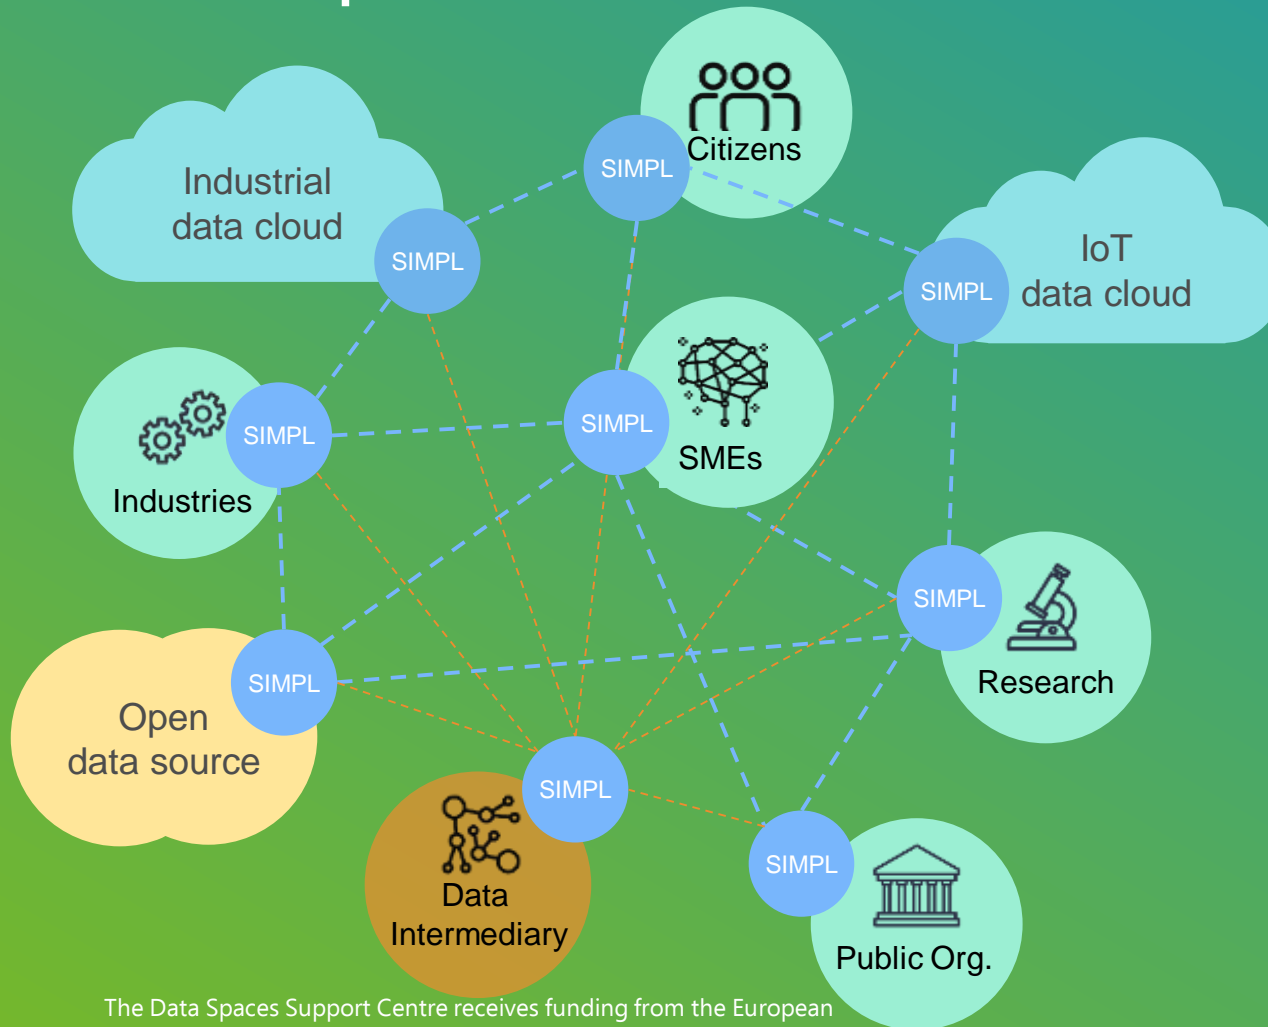 Citizens
SIMPL
Industrial
data cloud
SIMPL
IoT
data cloud
SIMPL
SIMPL
SMEs
SIMPL
Industries
SIMPL
Research
SIMPL
Open
data source
SIMPL
Data
Intermediary
SIMPL
Public Org.
The Data Spaces Support Centre receives funding from the European